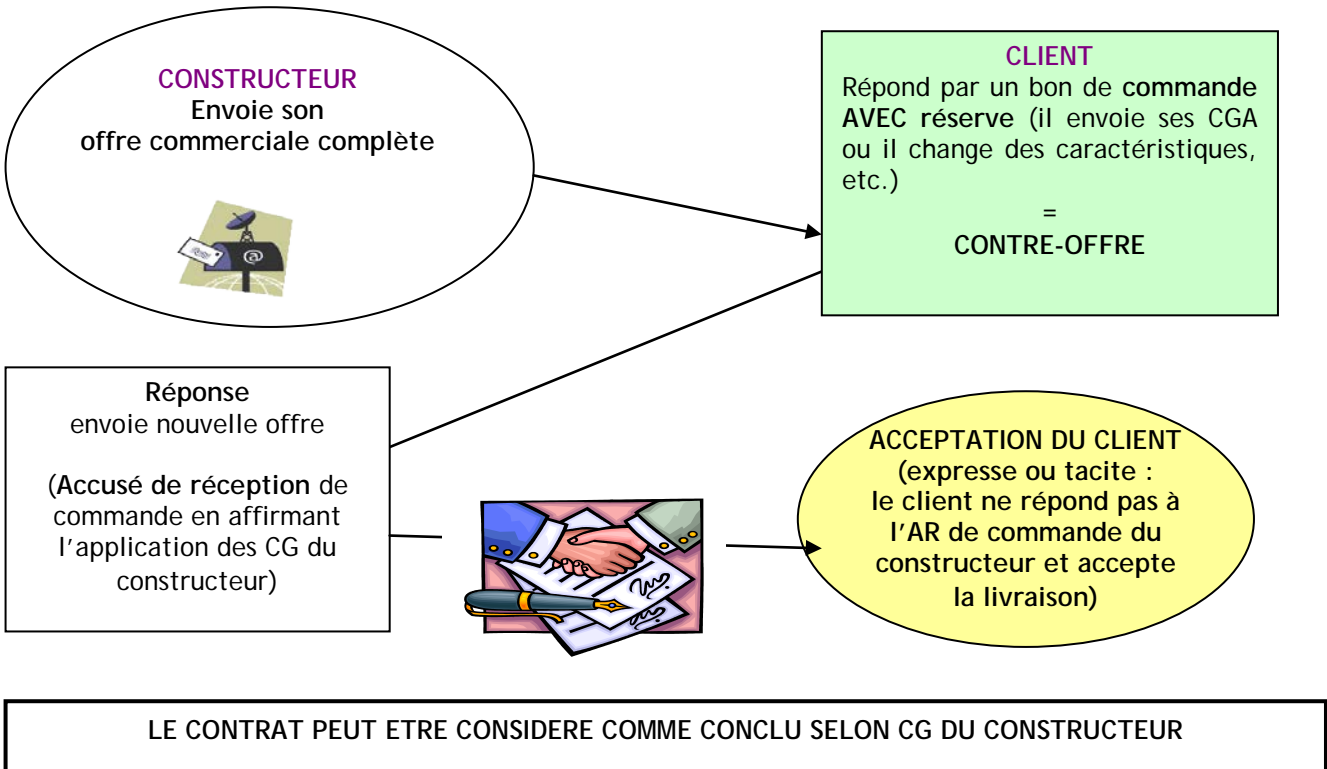 CONSTRUCTEUR
Envoie son
offre commerciale complète
@
CLIENT
Répond par un bon de commande
AVEC réserve (il envoie ses CGA
ou il change des caractéristiques,
etc.)
=
CONTRE-OFFRE
Réponse
envoie nouvelle offre
(Accusé de réception de
commande en affirmant
l'application des CG du
constructeur)
ACCEPTATION DU CLIENT
(expresse ou tacite :
le client ne répond pas à
l'AR de commande du
constructeur et accepte
la livraison)
LE CONTRAT PEUT ETRE CONSIDERE COMME CONCLU SELON CG DU CONSTRUCTEUR